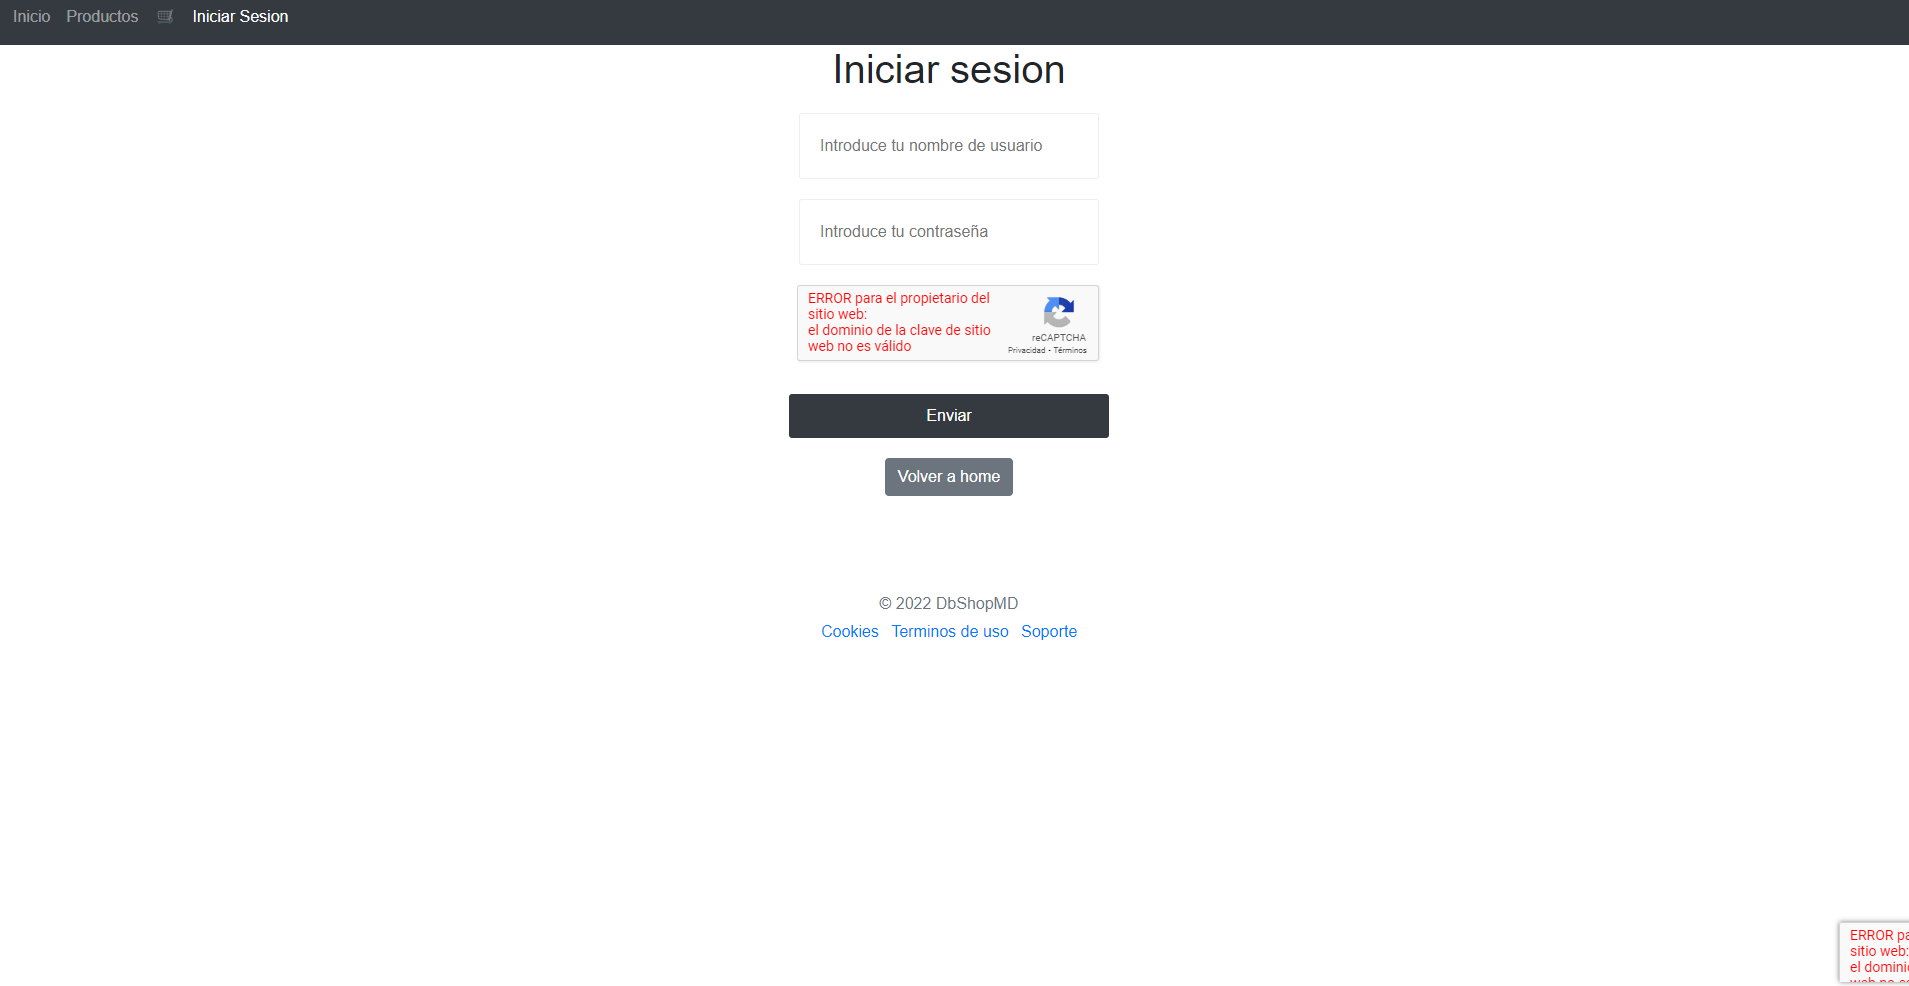 Inicio Productos Iniciar Sesion
Iniciar sesion
Introduce tu nombre de usuario
Introduce tu contraseña
ERROR para el propietario del
sitio web:
el dominio de la clave de sitio
web no es válido
reCAPTCHA
Privacidad - Términos
Enviar
Volver a home
© 2022 DbShopMD
Cookies Terminos de uso Soporte
ERROR pa
sitio web:
el domini